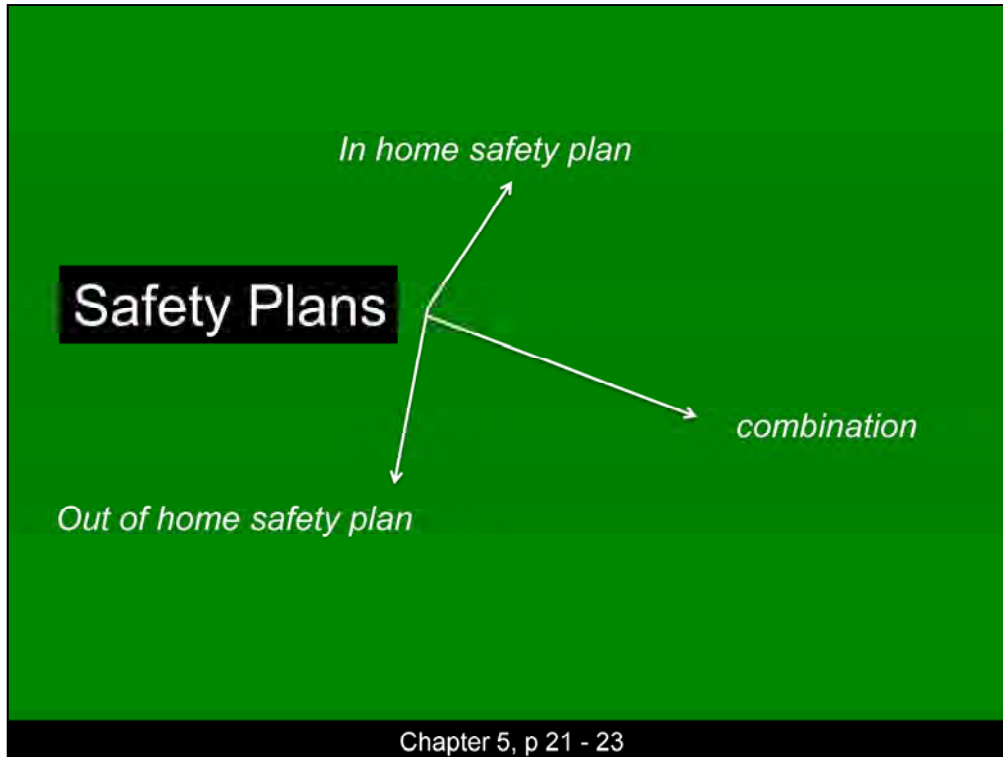 In home safety plan
Safety Plans
combination
Out of home safety plan
Chapter 5, p 21 - 23